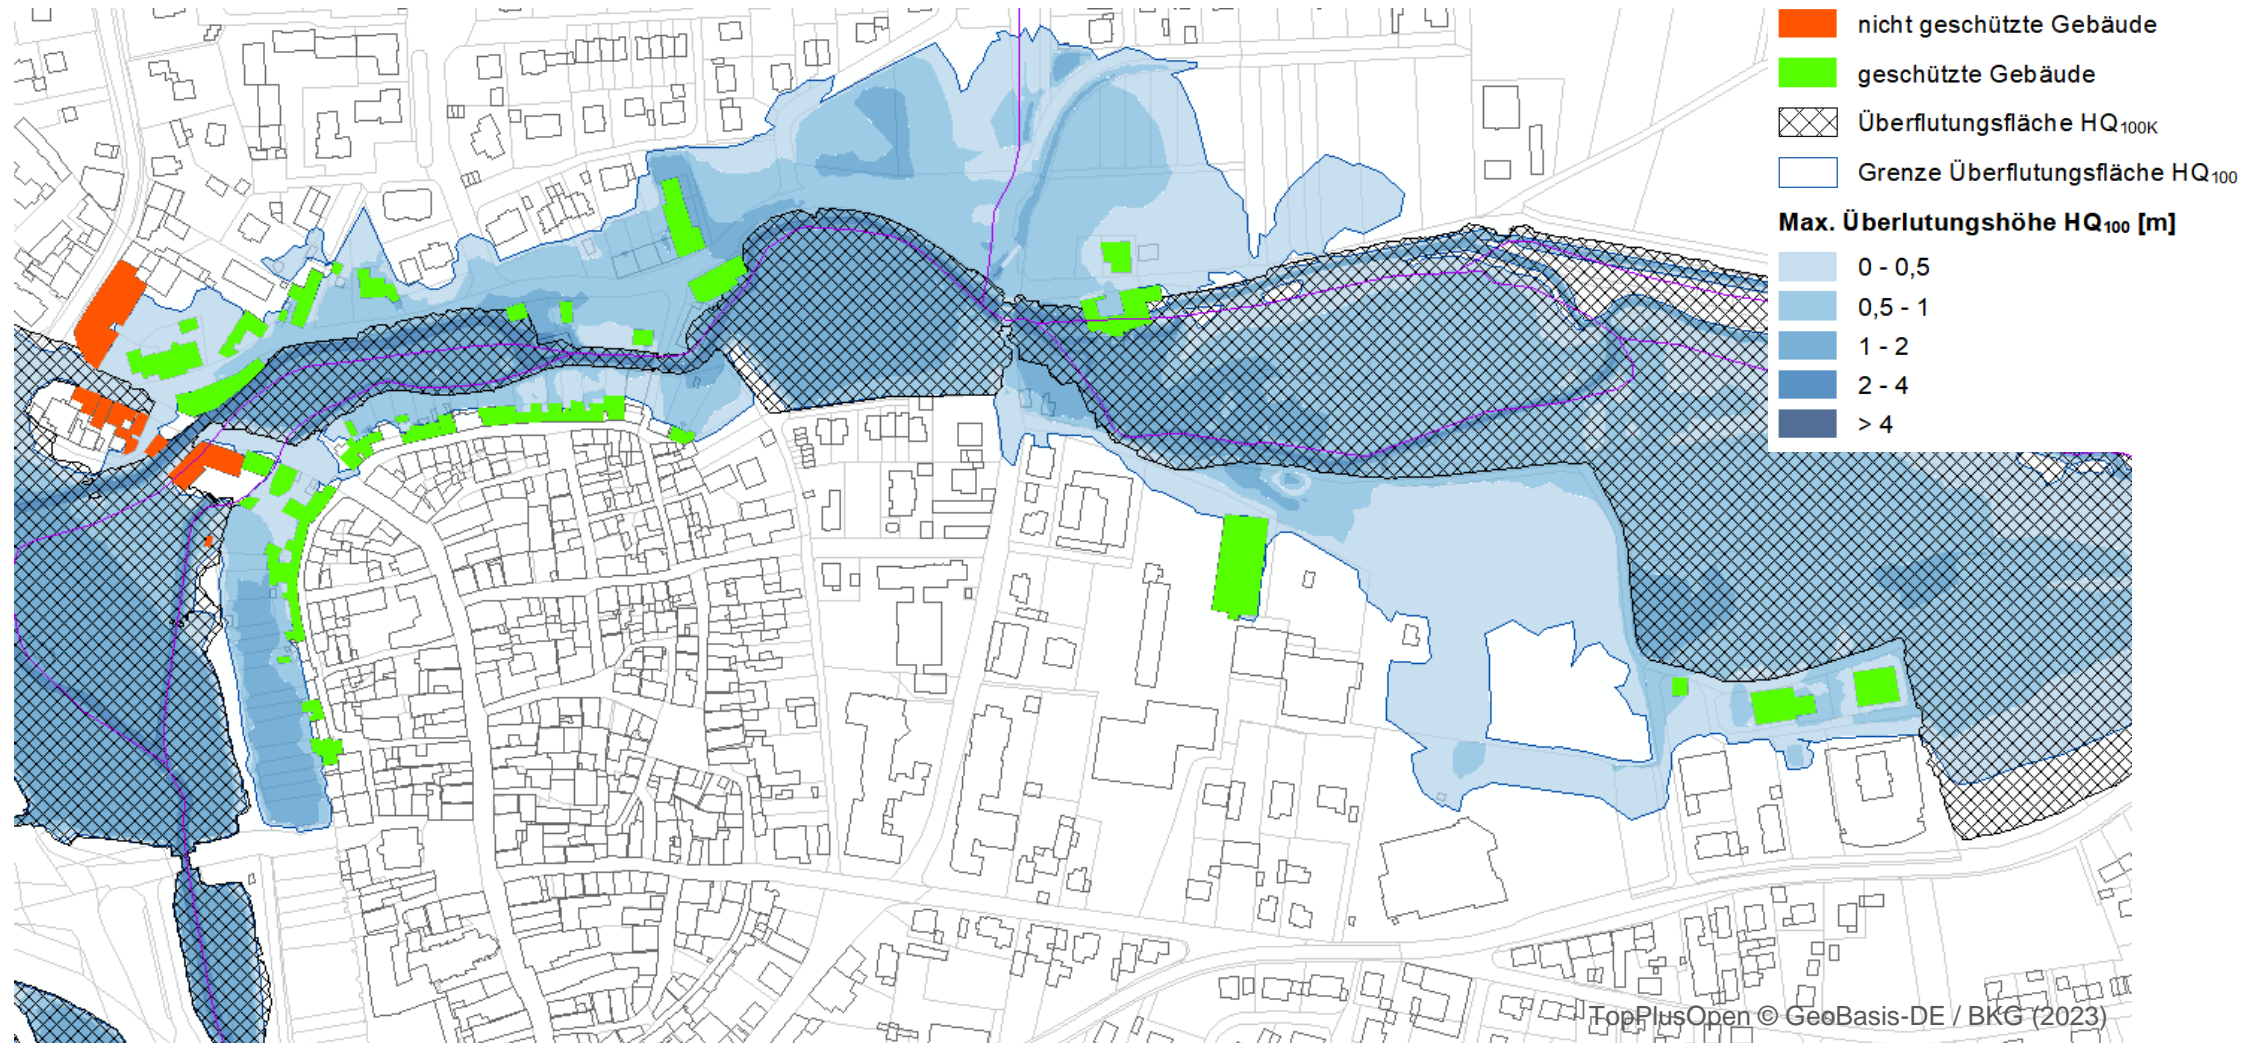 nicht geschützte Gebäude
geschützte Gebäude
Überflutungsfläche HQ100K
Grenze Überflutungsfläche HQ100
Max. Überlutungshöhe HQ100 [m]
0 - 0,5
0,5 - 1
1 - 2
2 - 4
> 4
TopPlusOpen © GeoBasis-DE / BKG (2023)